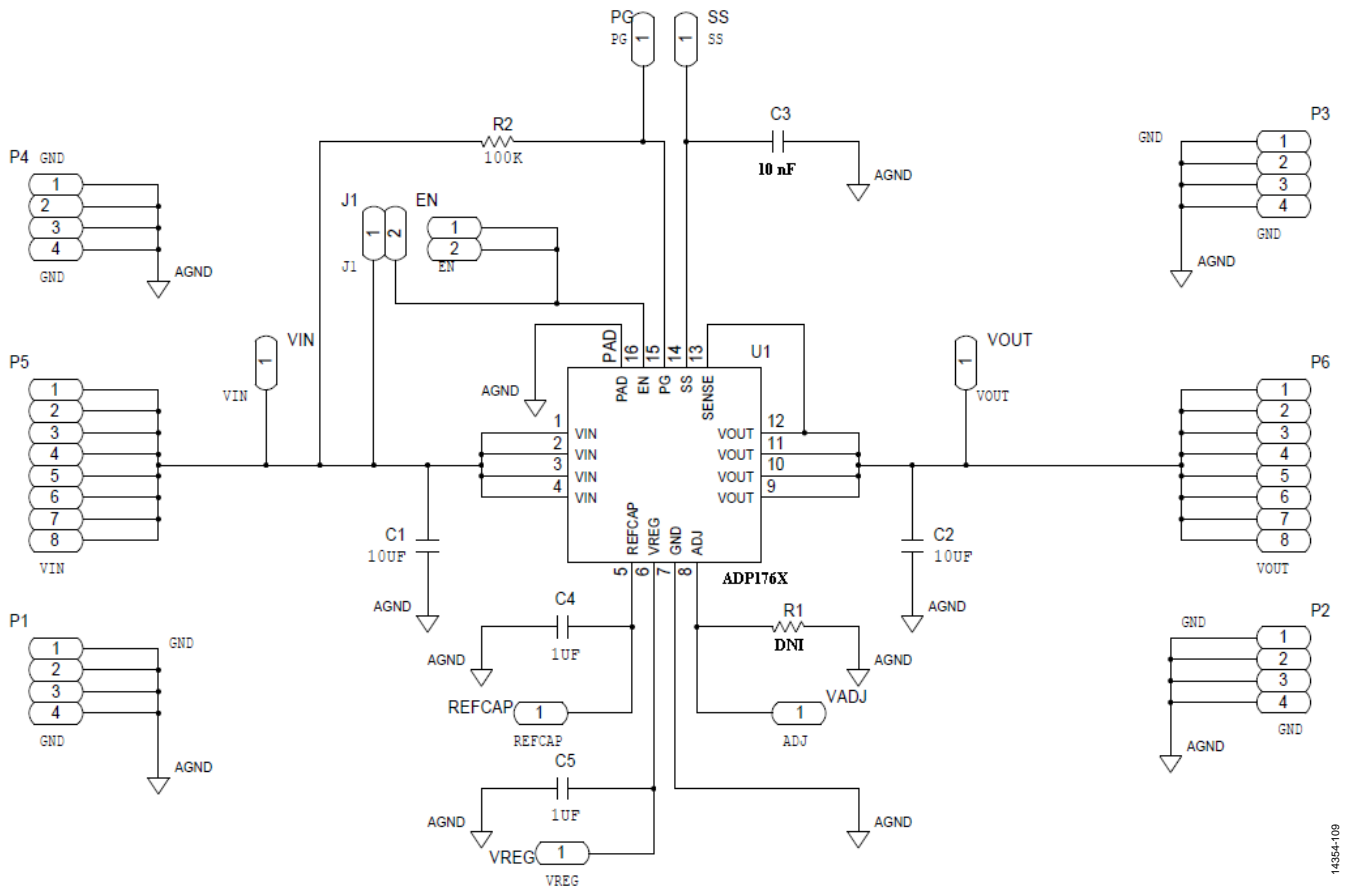 PG
PG
1
SS
SS
1
R2
100K
C3
10 nF
AGND
P4 GND
1
2
3
4
GND
AGND
J1
1
2
J1
EN
1
2
EN
P3
GND
1
2
3
4
GND
AGND
VIN
1
VIN
P5
1
2
3
4
5
6
7
8
VIN
AGND
PAD
16
15
14
13
U1
PAD
EN
PG
SS
SENSE
1
2
3
4
VIN
VIN
VIN
VIN
12
11
10
9
VOUT
VOUT
VOUT
VOUT
REFCAP
VREG
GND
ADJ
5
6
7
8
ADP176X
VOUT
1
VOUT
P6
1
2
3
4
5
6
7
8
VOUT
C1
10UF
AGND
C2
10UF
AGND
C4
1UF
AGND
R1
DNI
AGND
REFCAP
1
REFCAP
VADJ
1
ADJ
C5
1UF
AGND
AGND
VREG
1
VREG
P1
GND
1
2
3
4
GND
AGND
P2
GND
1
2
3
4
GND
AGND
14354-109